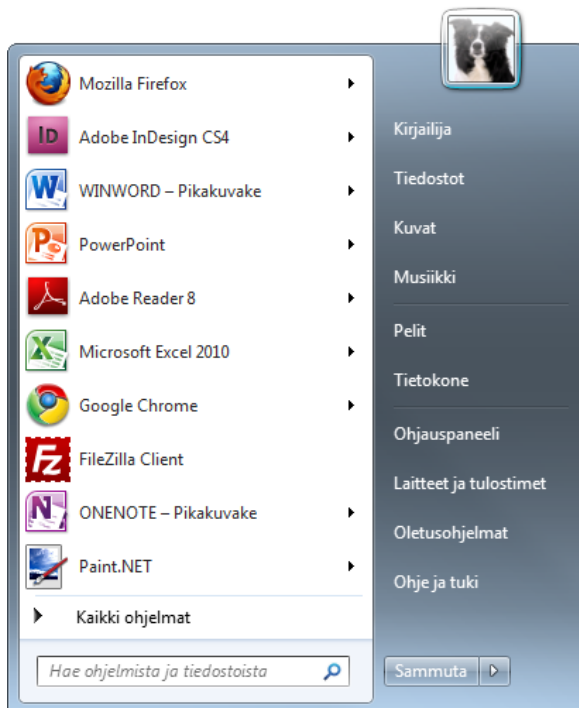 Mozilla Firefox
Adobe InDesign CS4
WINWORD – Pikakuvake
PowerPoint
Adobe Reader 8
Microsoft Excel 2010
Google Chrome
FileZilla Client
ONENOTE – Pikakuvake
Paint.NET
Kaikki ohjelmat
Hae ohjelmista ja tiedostoista
Kirjailija
Tiedostot
Kuvat
Musiikki
Pelit
Tietokone
Ohjauspaneeli
Laitteet ja tulostimet
Oletusohjelmat
Ohje ja tuki
Sammuta